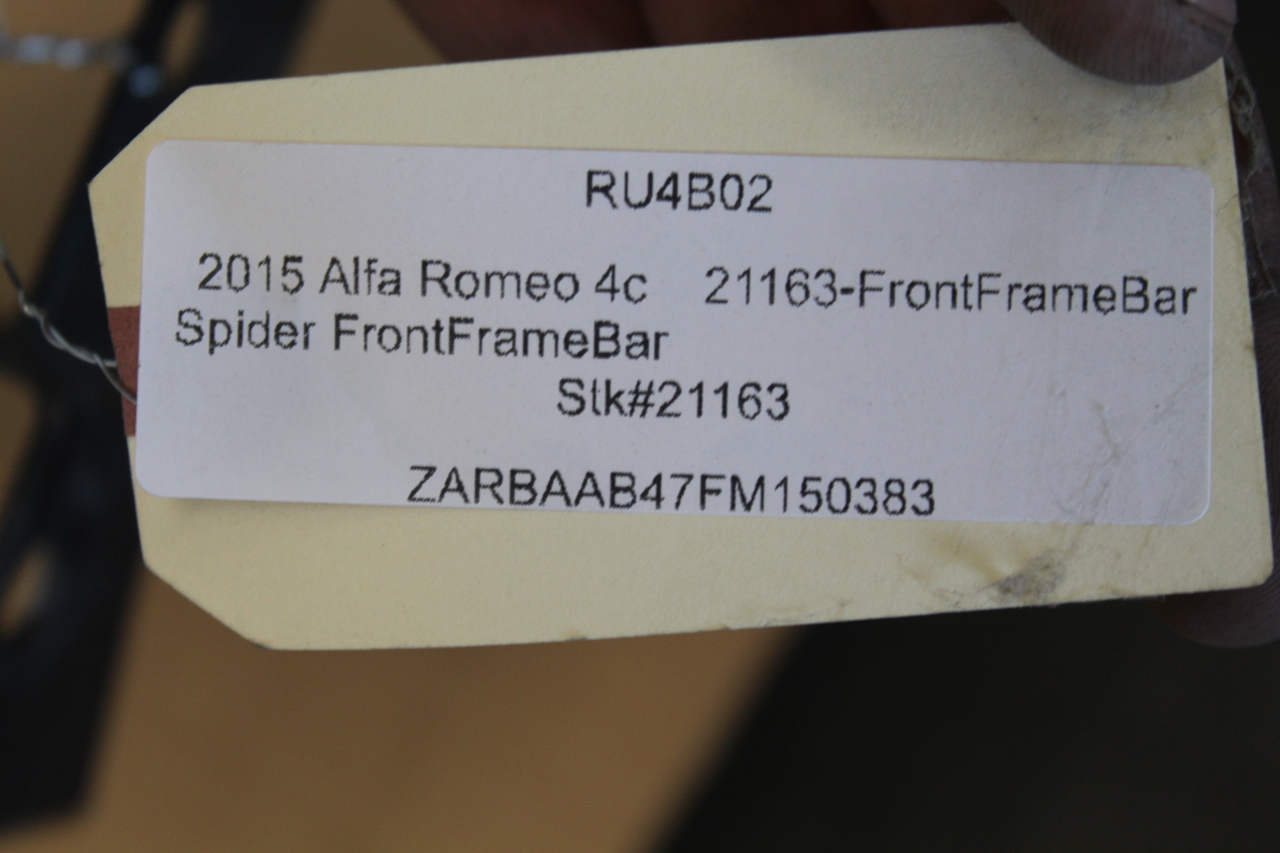 RU4B02
2015 Alfa Romeo 4c 21163-FrontFrameBar
Spider FrontFrameBar
Stk#21163
ZARBAAB47FM150383